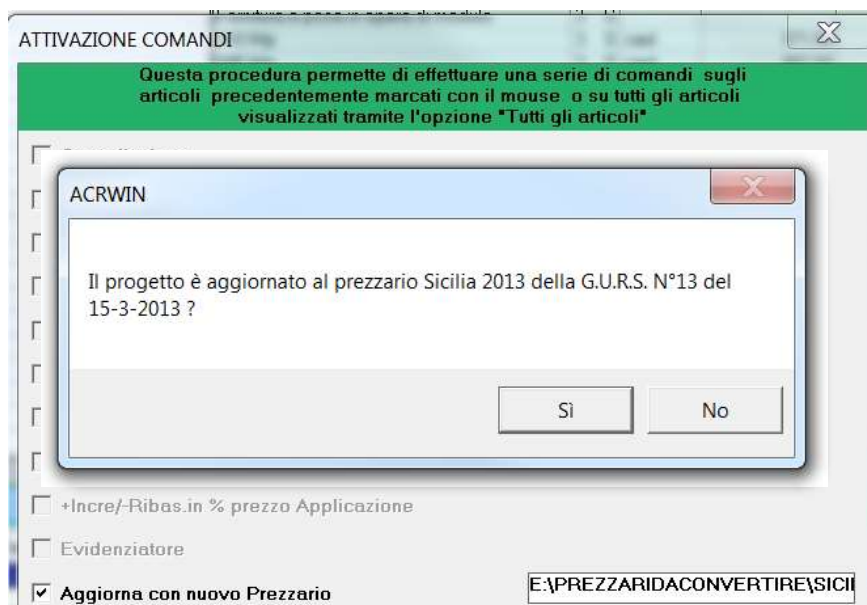 ATTIVAZIONE COMANDI
Questa procedura permette di effettuare una serie di comandi sugli
articoli precedentemente marcati con il mouse o su tutti gli articoli
visualizzati tramite l'opzione "Tutti gli articoli"
ACRWIN
Il progetto è aggiornato al prezzario Sicilia 2013 della G.U.R.S. N°13 del
15-3-2013 ?
Sì
No
+Incre/-Ribas.in % prezzo Applicazione
Evidenziatore
Aggiorna con nuovo Prezzario
E:\PREZZARIDACONVERTIRE\SICI